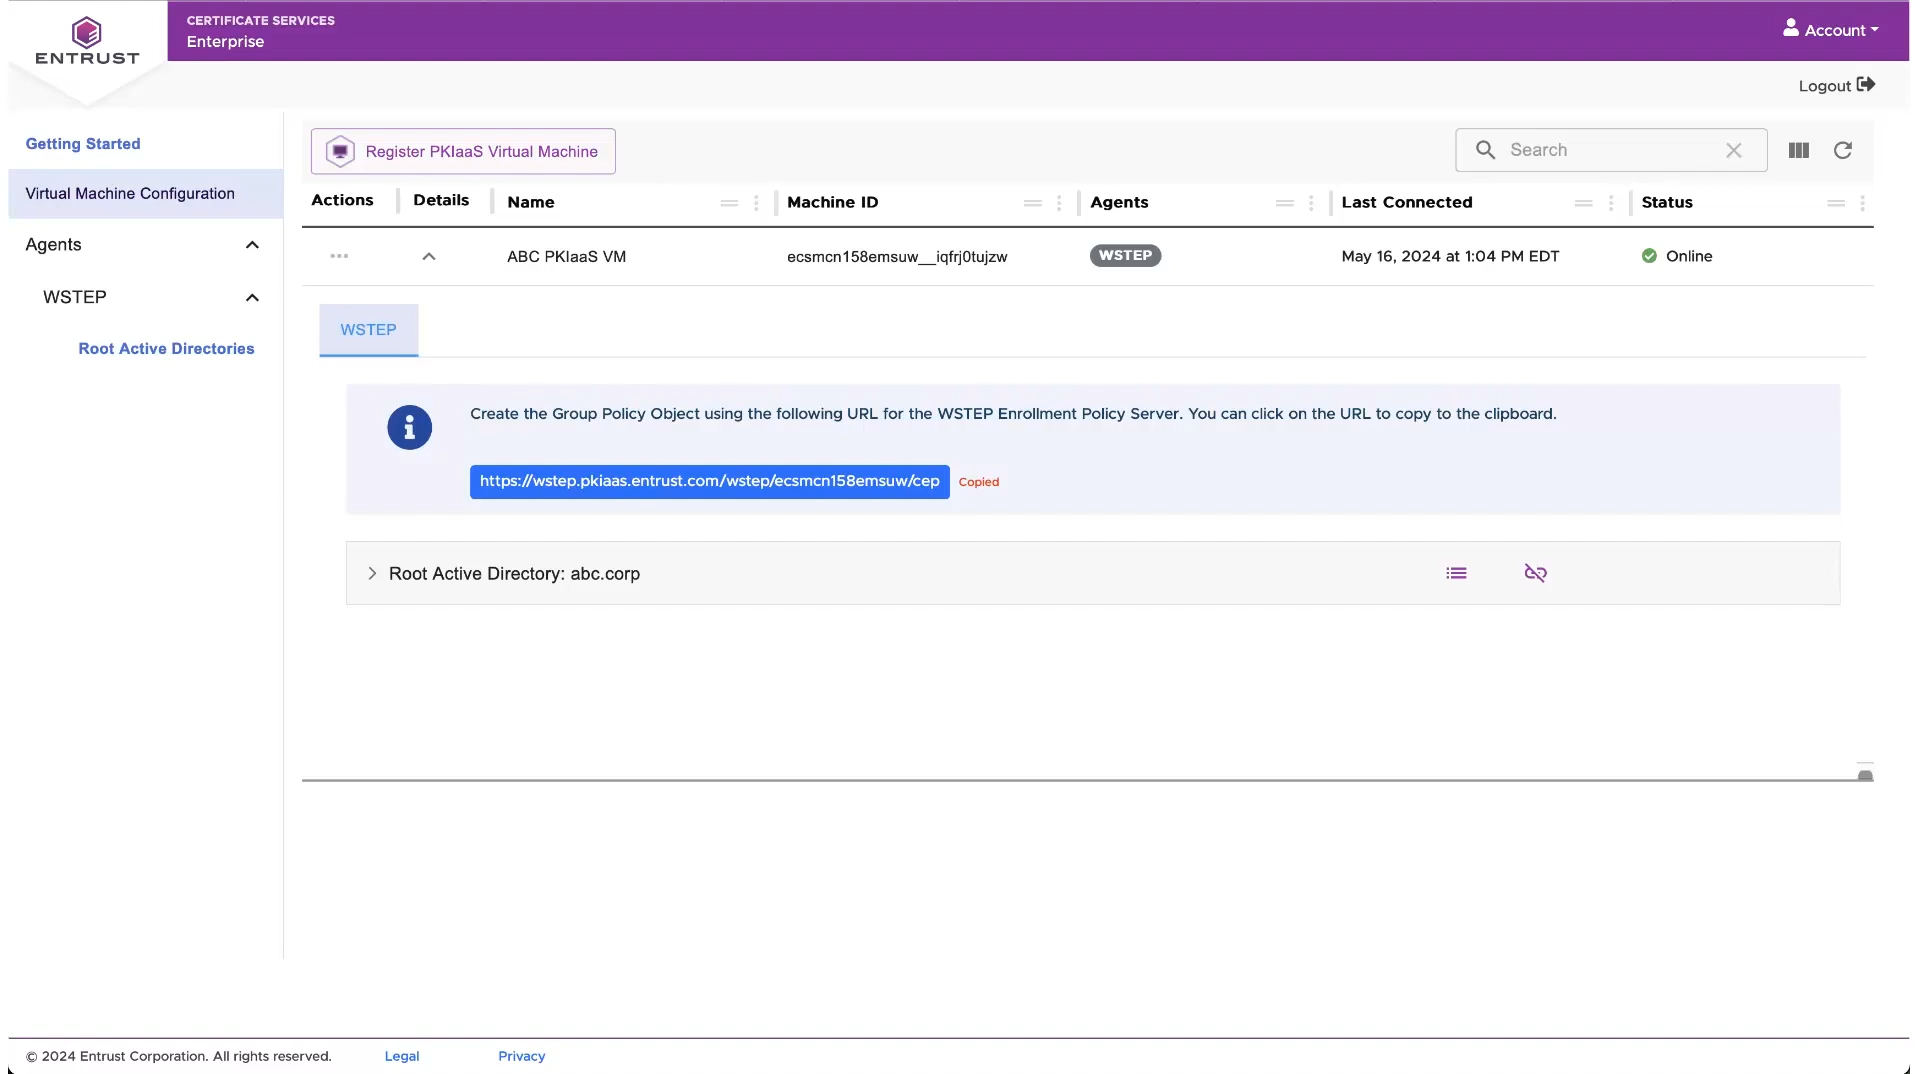 ENTRUST
CERTIFICATE SERVICES
Enterprise
Account
Logout
Getting Started
Virtual Machine Configuration
Agents
WSTEP
Root Active Directories
Register PKIaaS Virtual Machine
Search
Actions Details Name Machine ID Agents Last Connected Status
ABC PKIaaS VM ecsmcn158emsuw__iqfrj0tujzw WSTEP May 16, 2024 at 1:04 PM EDT Online
WSTEP
Create the Group Policy Object using the following URL for the WSTEP Enrollment Policy Server. You can click on the URL to copy to the clipboard.
https://wstep.pkiaas.entrust.com/wstep/ecsmcn158emsuw/cep Copied
Root Active Directory: abc.corp
© 2024 Entrust Corporation. All rights reserved. Legal Privacy